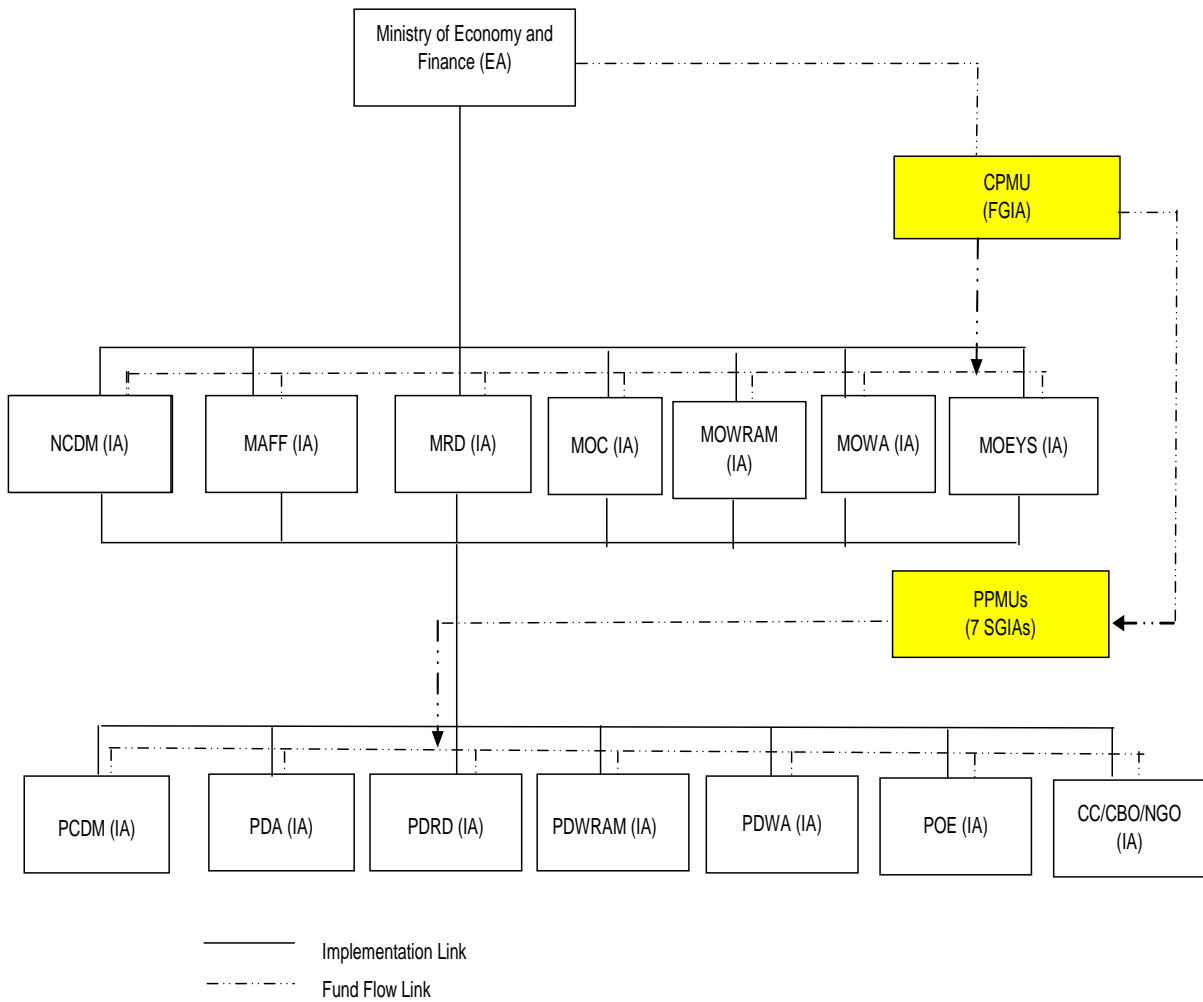 Ministry of Economy and
Finance (EA)
CPMU
(FGIA)
NCDM (IA)
MAFF (IA)
MRD (IA)
MOC (IA)
MOWRAM
(IA)
MOWA (IA)
MOEYS (IA)
PPMUs
(7 SGIAs)
PCDM (IA)
PDA (IA)
PDRD (IA)
PDWRAM (IA)
PDWA (IA)
POE (IA)
CC/CBO/NGO
(IA)
Implementation Link
Fund Flow Link